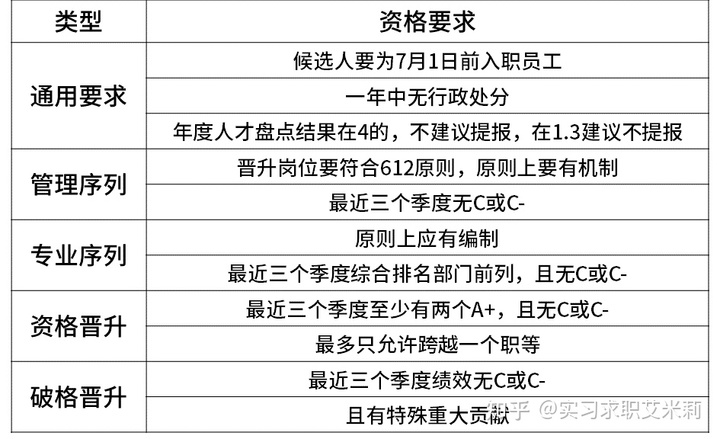 类型 资格要求
候选人要为7月1日前入职员工
通用要求
一年中无行政处分
年度人才盘点结果在4的，不建议提报，在1.3建议不提报
管理序列
晋升岗位要符合612原则，原则上要有机制
最近三个季度无C或C-
专业序列
原则上应有编制
最近三个季度综合排名部门前列，且无C或C-
资格晋升
最近三个季度至少有两个A+，且无C或C-
最多只允许跨越一个职等
破格晋升
最近三个季度绩效无C或C-
且有特殊重大贡献
知乎 @实习求职艾米莉